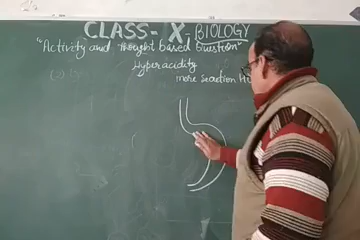 CLASS- X- BIOLOGY
"Activity and thought based Question"
Hyperacidity
more secretion